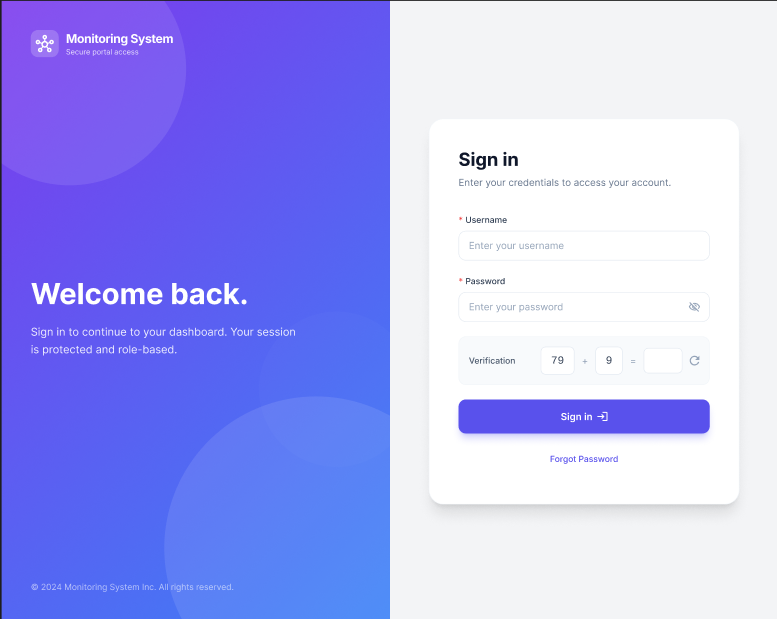 Monitoring System
Secure portal access
Welcome back.
Sign in to continue to your dashboard. Your session
is protected and role-based.
© 2024 Monitoring System Inc. All rights reserved.
Sign in
Enter your credentials to access your account.
* Username
Enter your username
* Password
Enter your password
Verification 79 + 9 =
Sign in
Forgot Password